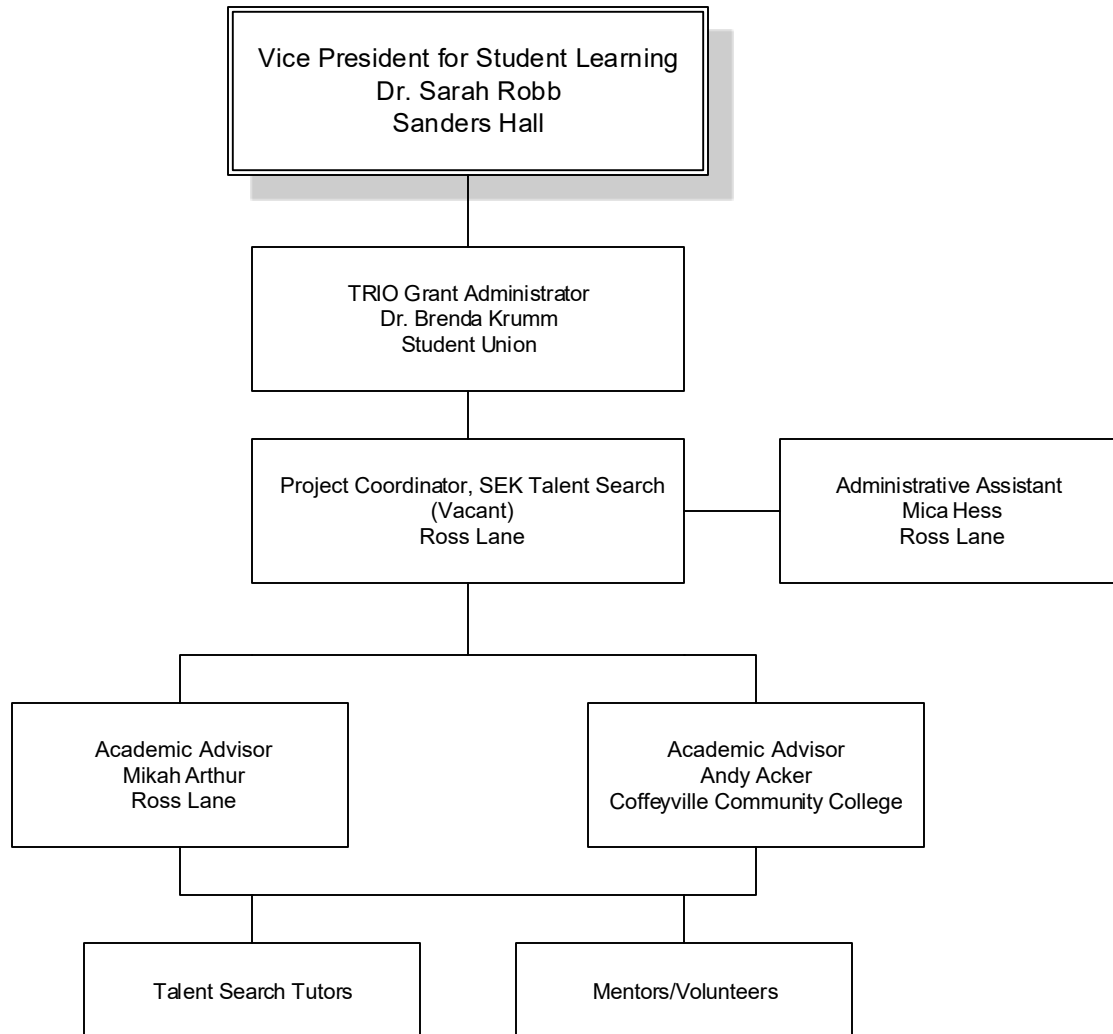 Vice President for Student Learning
Dr. Sarah Robb
Sanders Hall
TRIO Grant Administrator
Dr. Brenda Krumm
Student Union
Project Coordinator, SEK Talent Search
(Vacant)
Ross Lane
Administrative Assistant
Mica Hess
Ross Lane
Academic Advisor
Mikah Arthur
Ross Lane
Academic Advisor
Andy Acker
Coffeyville Community College
Talent Search Tutors
Mentors/Volunteers